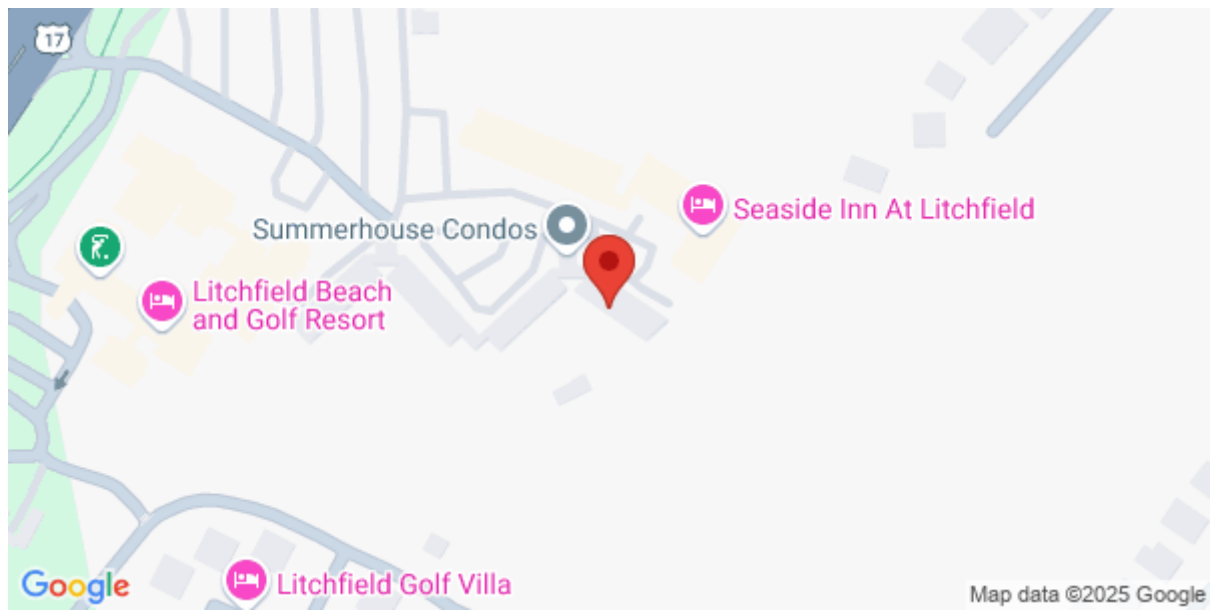 17
Seaside Inn At Litchfield
Summerhouse Condos
Litchfield Beach
and Golf Resort
Litchfield Golf Villa
Google
Map data ©2025 Google